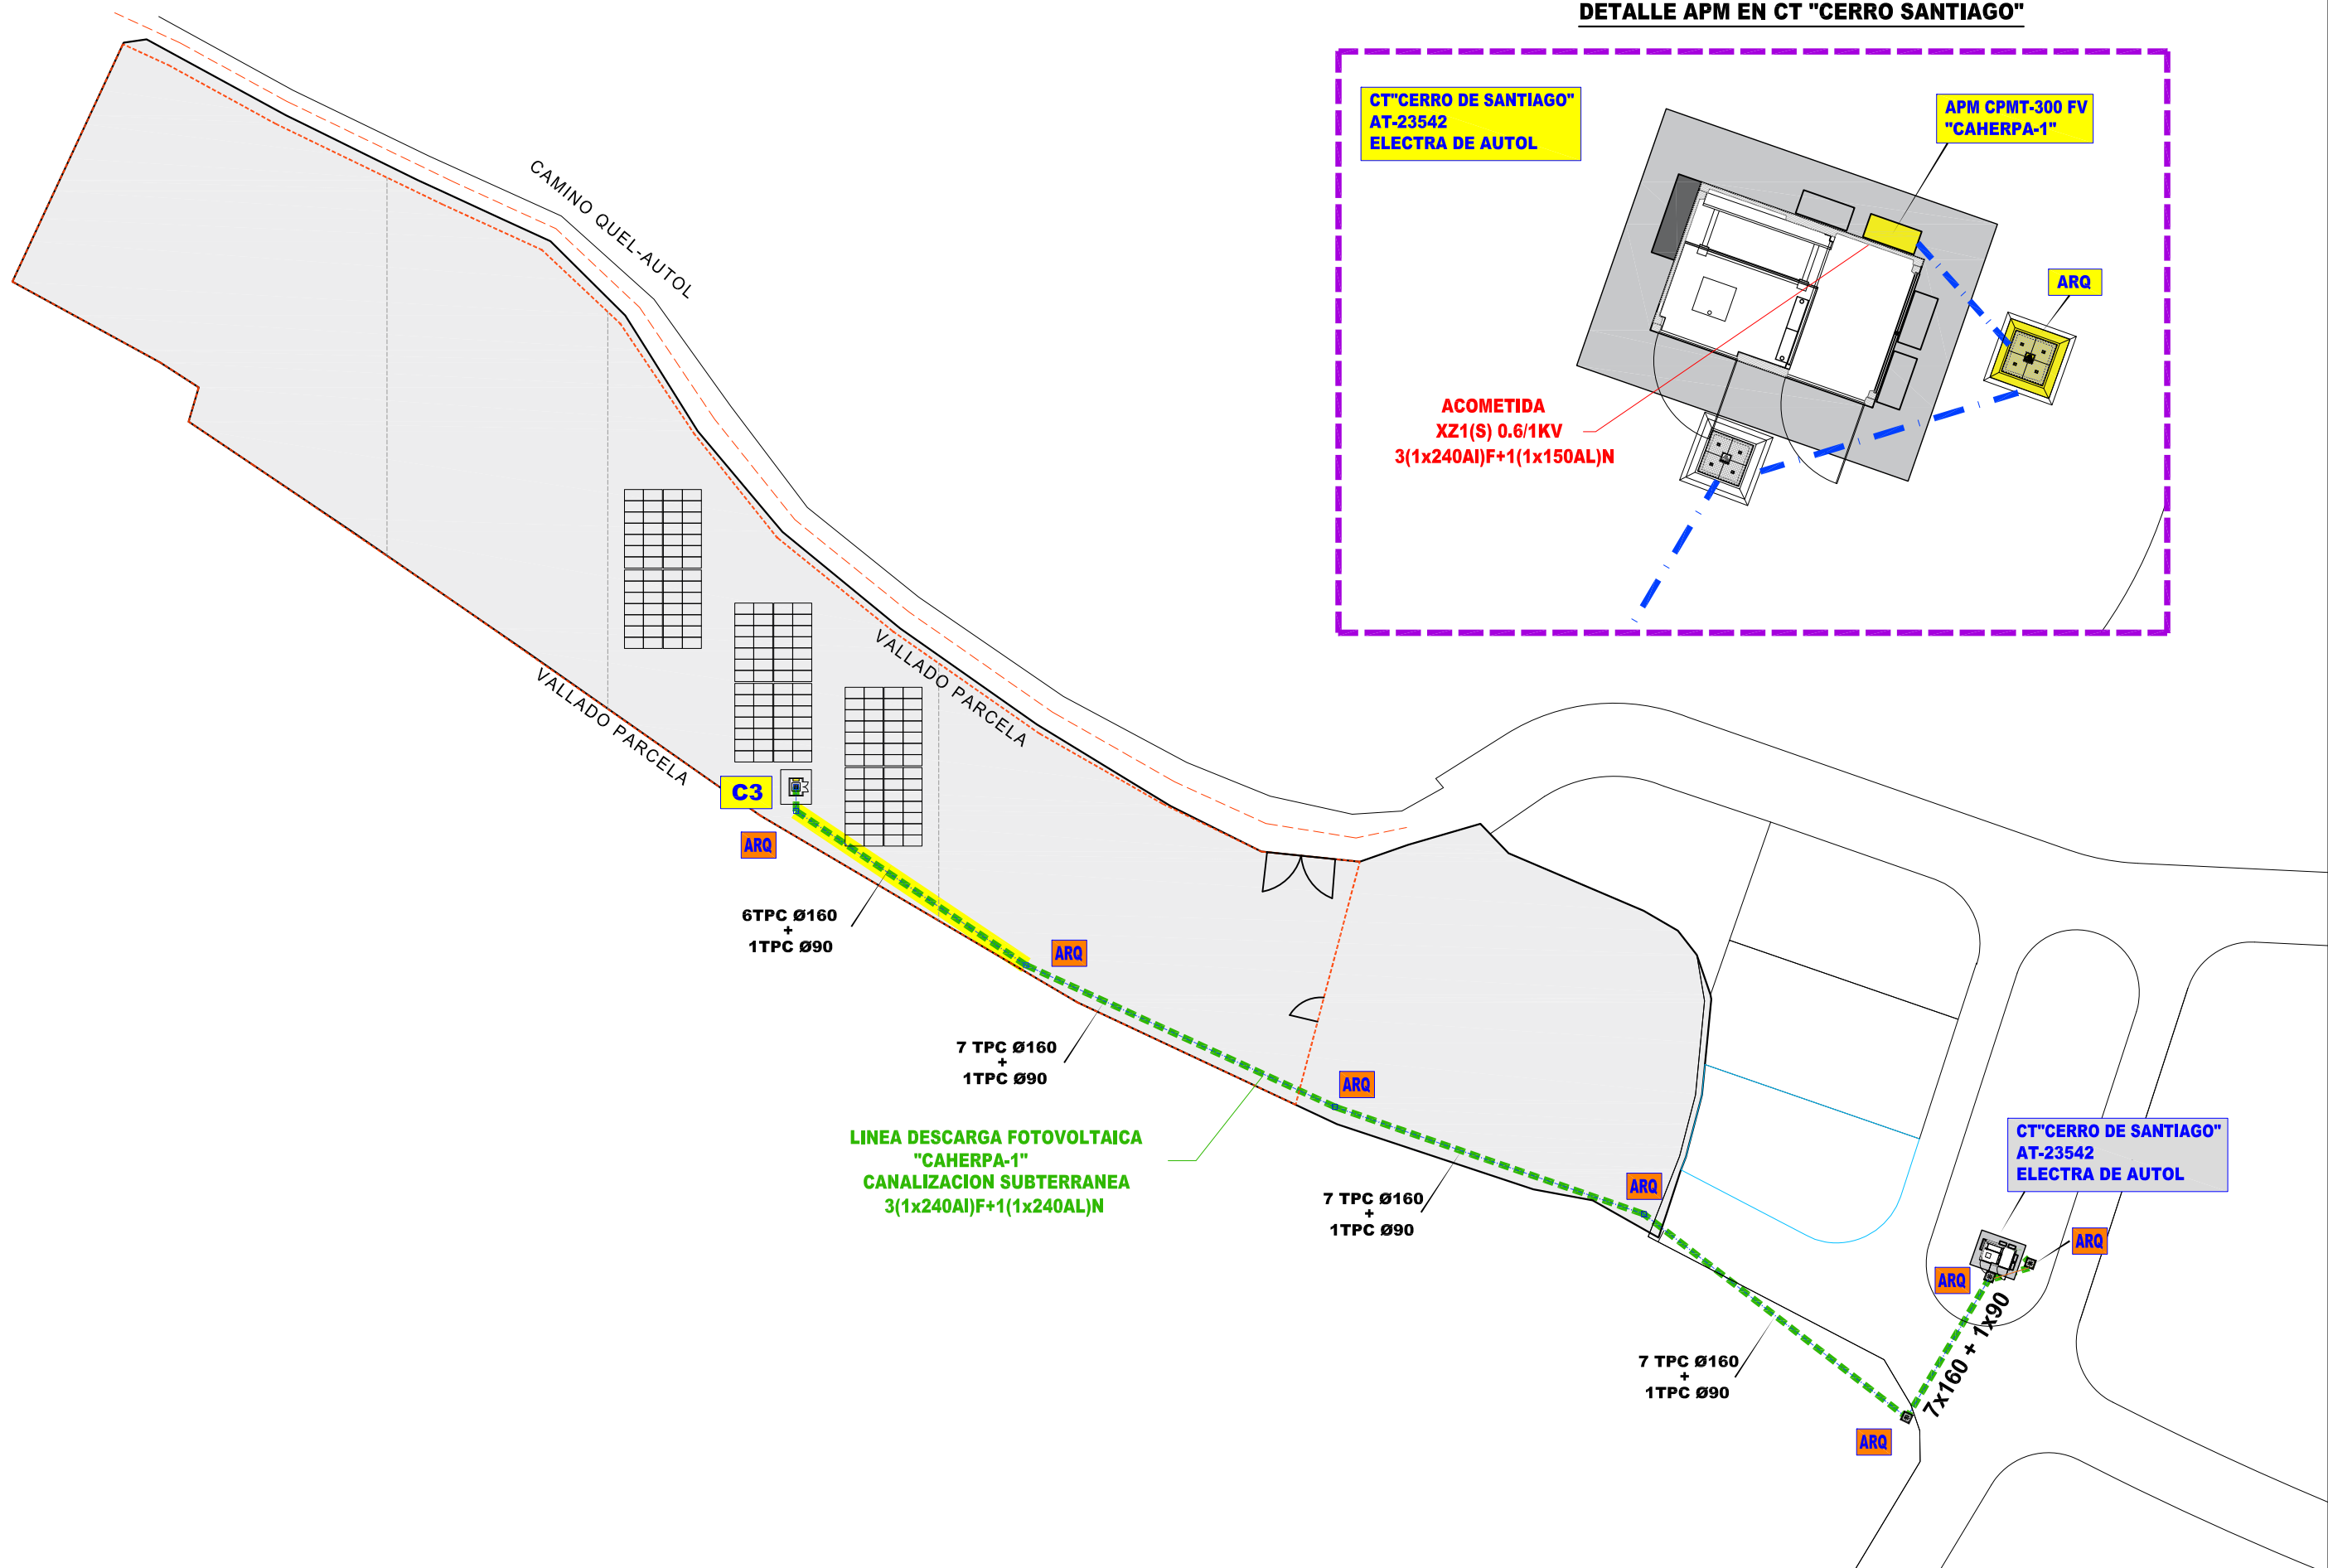 DETALLE APM EN CT "CERRO SANTIAGO"
CT"CERRO DE SANTIAGO"
AT-23542
ELECTRA DE AUTOL
APM CPMT-300 FV
"CAHERPA-1"
ARQ
ACOMETIDA
XZ1(S) 0.6/1KV
3(1x240Al)F+1(1x150AL)N
CAMINO QUEL-AUTOL
VALLADO PARCELA
VALLADO PARCELA
C3
ARQ
6TPC Ø160
+
1TPC Ø90
ARQ
7 TPC Ø160
+
1TPC Ø90
ARQ
LINEA DESCARGA FOTOVOLTAICA
"CAHERPA-1"
CANALIZACION SUBTERRANEA
3(1x240Al)F+1(1x240AL)N
ARQ
7 TPC Ø160
+
1TPC Ø90
CT"CERRO DE SANTIAGO"
AT-23542
ELECTRA DE AUTOL
ARQ
ARQ
7x160 + 1x90
7 TPC Ø160
+
1TPC Ø90
ARQ